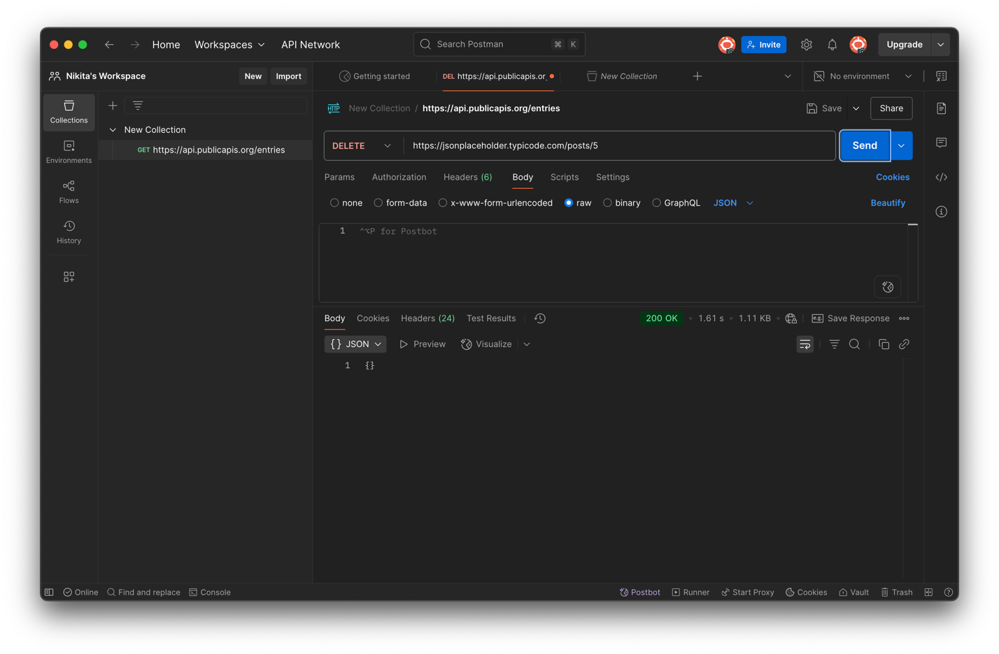 Home Workspaces API Network Search Postman ⌘ K Invite Upgrade
Nikita's Workspace New Import Getting started DEL https://api.publicapis.or New Collection No environment
Collections
Environments
Flows
History
New Collection
GET https://api.publicapis.org/entries
HTTP New Collection / https://api.publicapis.org/entries Save Share
DELETE https://jsonplaceholder.typicode.com/posts/5 Send
Params Authorization Headers (6) Body Scripts Settings Cookies
none form-data x-www-form-urlencoded raw binary GraphQL JSON Beautify
1 ^⌥P for Postbot
Body Cookies Headers (24) Test Results 200 OK • 1.61 s • 1.11 KB • e.g. Save Response
{} JSON Preview Visualize
1 {}
Online Find and replace Console Postbot Runner Start Proxy Cookies Vault Trash